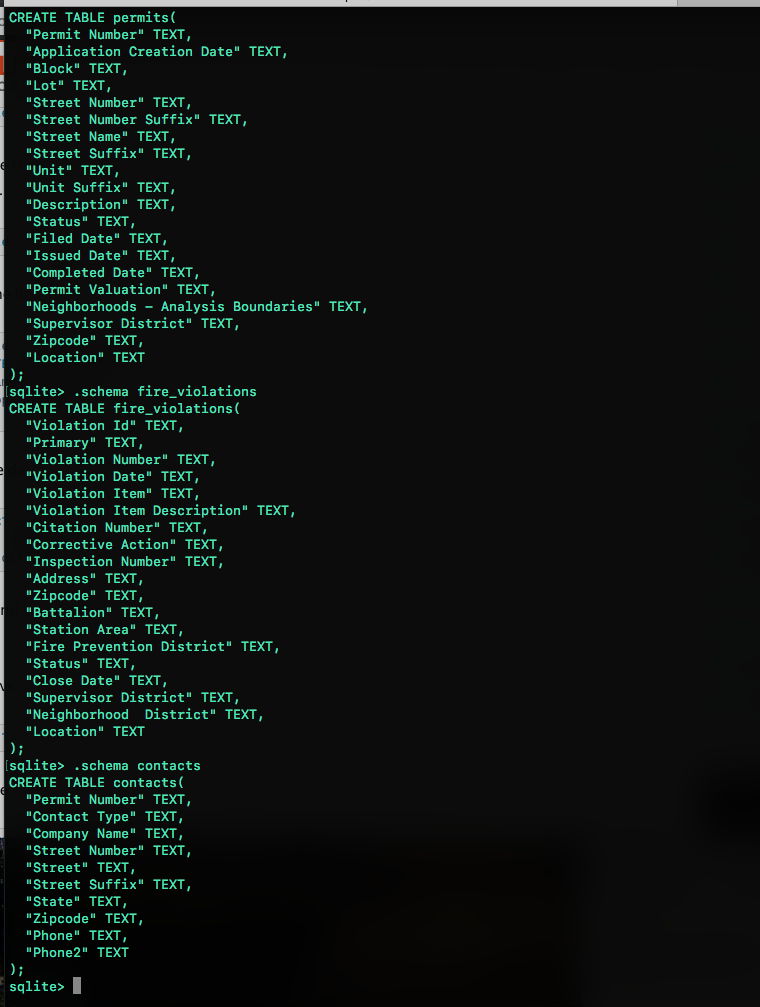 CREATE TABLE permits(
  "Permit Number" TEXT,
  "Application Creation Date" TEXT,
  "Block" TEXT,
  "Lot" TEXT,
  "Street Number" TEXT,
  "Street Number Suffix" TEXT,
  "Street Name" TEXT,
  "Street Suffix" TEXT,
  "Unit" TEXT,
  "Unit Suffix" TEXT,
  "Description" TEXT,
  "Status" TEXT,
  "Filed Date" TEXT,
  "Issued Date" TEXT,
  "Completed Date" TEXT,
  "Permit Valuation" TEXT,
  "Neighborhoods - Analysis Boundaries" TEXT,
  "Supervisor District" TEXT,
  "Zipcode" TEXT,
  "Location" TEXT
);
[sqlite> .schema fire_violations
CREATE TABLE fire_violations(
  "Violation Id" TEXT,
  "Primary" TEXT,
  "Violation Number" TEXT,
  "Violation Date" TEXT,
  "Violation Item" TEXT,
  "Violation Item Description" TEXT,
  "Citation Number" TEXT,
  "Corrective Action" TEXT,
  "Inspection Number" TEXT,
  "Address" TEXT,
  "Zipcode" TEXT,
  "Battalion" TEXT,
  "Station Area" TEXT,
  "Fire Prevention District" TEXT,
  "Status" TEXT,
  "Close Date" TEXT,
  "Supervisor District" TEXT,
  "Neighborhood  District" TEXT,
  "Location" TEXT
);
[sqlite> .schema contacts
CREATE TABLE contacts(
  "Permit Number" TEXT,
  "Contact Type" TEXT,
  "Company Name" TEXT,
  "Street Number" TEXT,
  "Street" TEXT,
  "Street Suffix" TEXT,
  "State" TEXT,
  "Zipcode" TEXT,
  "Phone" TEXT,
  "Phone2" TEXT
);
sqlite>